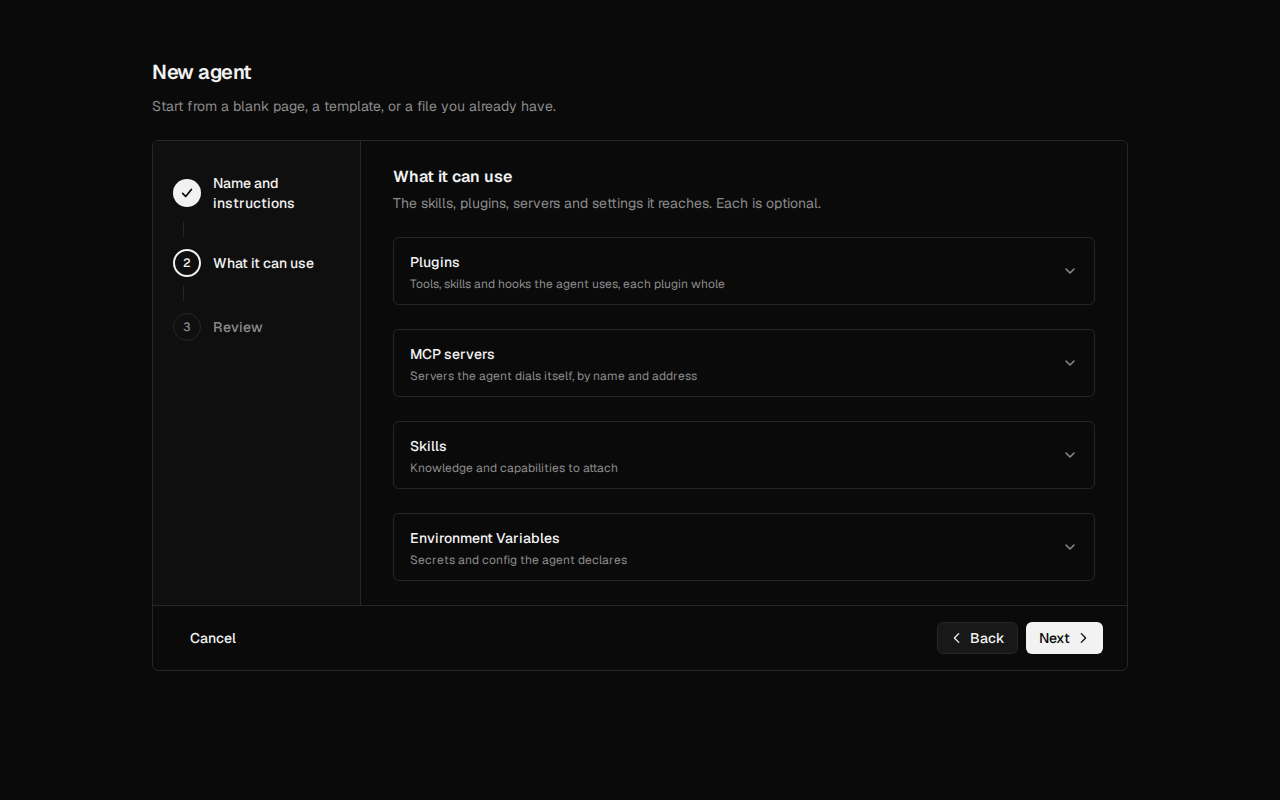 New agent
Start from a blank page, a template, or a file you already have.
Name and
instructions
2
What it can use
3
Review
What it can use
The skills, plugins, servers and settings it reaches. Each is optional.
Plugins
Tools, skills and hooks the agent uses, each plugin whole
MCP servers
Servers the agent dials itself, by name and address
Skills
Knowledge and capabilities to attach
Environment Variables
Secrets and config the agent declares
Cancel
Back
Next